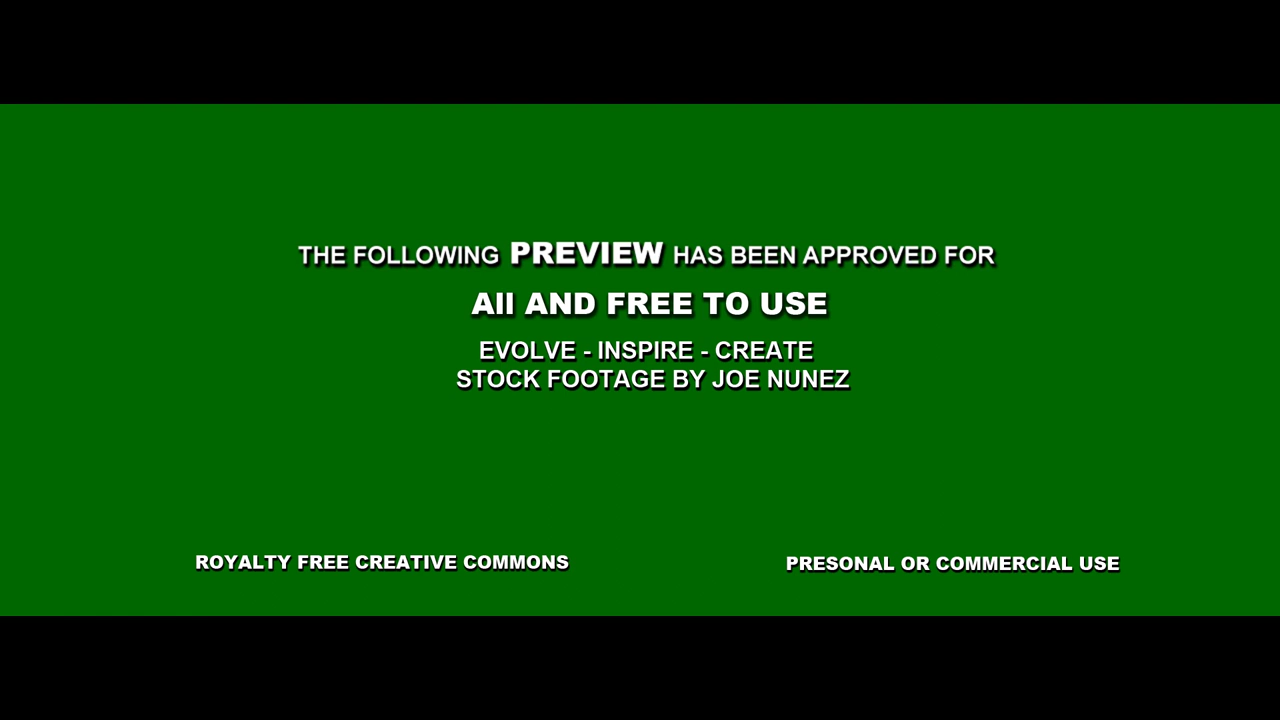 THE FOLLOWING PREVIEW HAS BEEN APPROVED FOR
All AND FREE TO USE
EVOLVE - INSPIRE - CREATE
STOCK FOOTAGE BY JOE NUNEZ
ROYALTY FREE CREATIVE COMMONS
PRESONAL OR COMMERCIAL USE